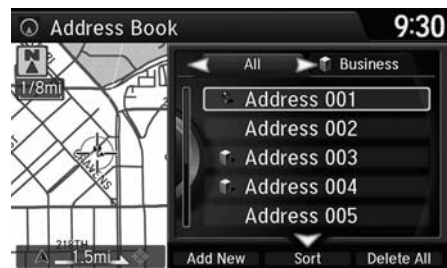 Address Book
9:30
N
1/8mi
All
Business
Address 001
Address 002
Address 003
Address 004
Address 005
218TH
1.5mi
Add New
Sort
Delete All